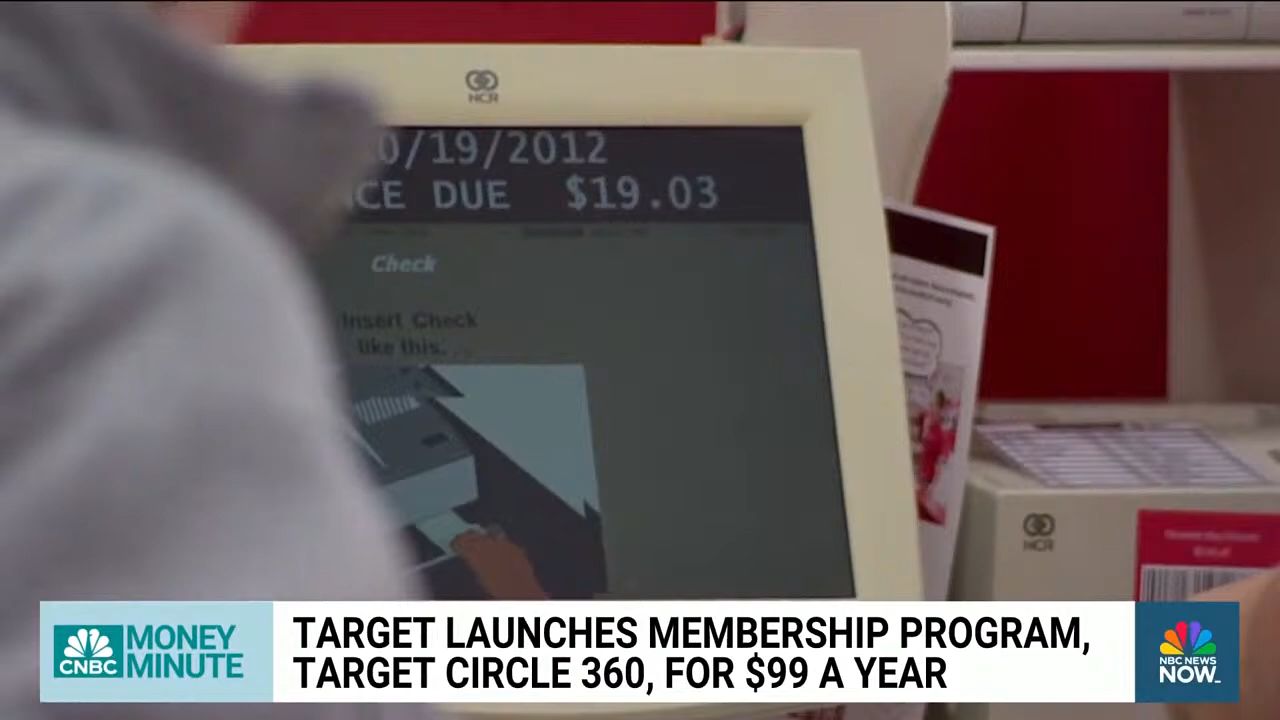 NCR
0/19/2012
CE DUE $19.03
Check
Insert Check
like this.
NCR
CNBC MONEY MINUTE
TARGET LAUNCHES MEMBERSHIP PROGRAM,
TARGET CIRCLE 360, FOR $99 A YEAR
NBC NEWS
NOW